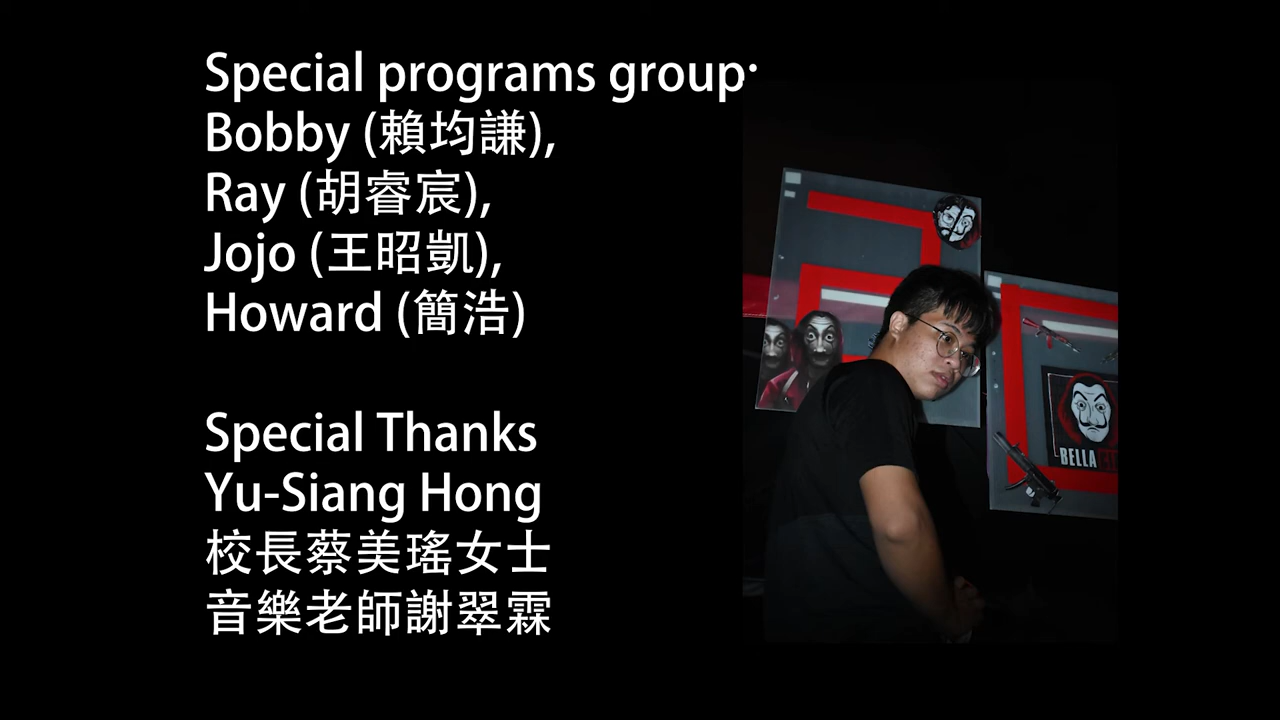 Special programs group:
Bobby (賴均謙),
Ray (胡睿宸),
Jojo (王昭凱),
Howard (簡浩)
Special Thanks
Yu-Siang Hong
校長蔡美瑤女士
音樂老師謝翠霖
BELLA